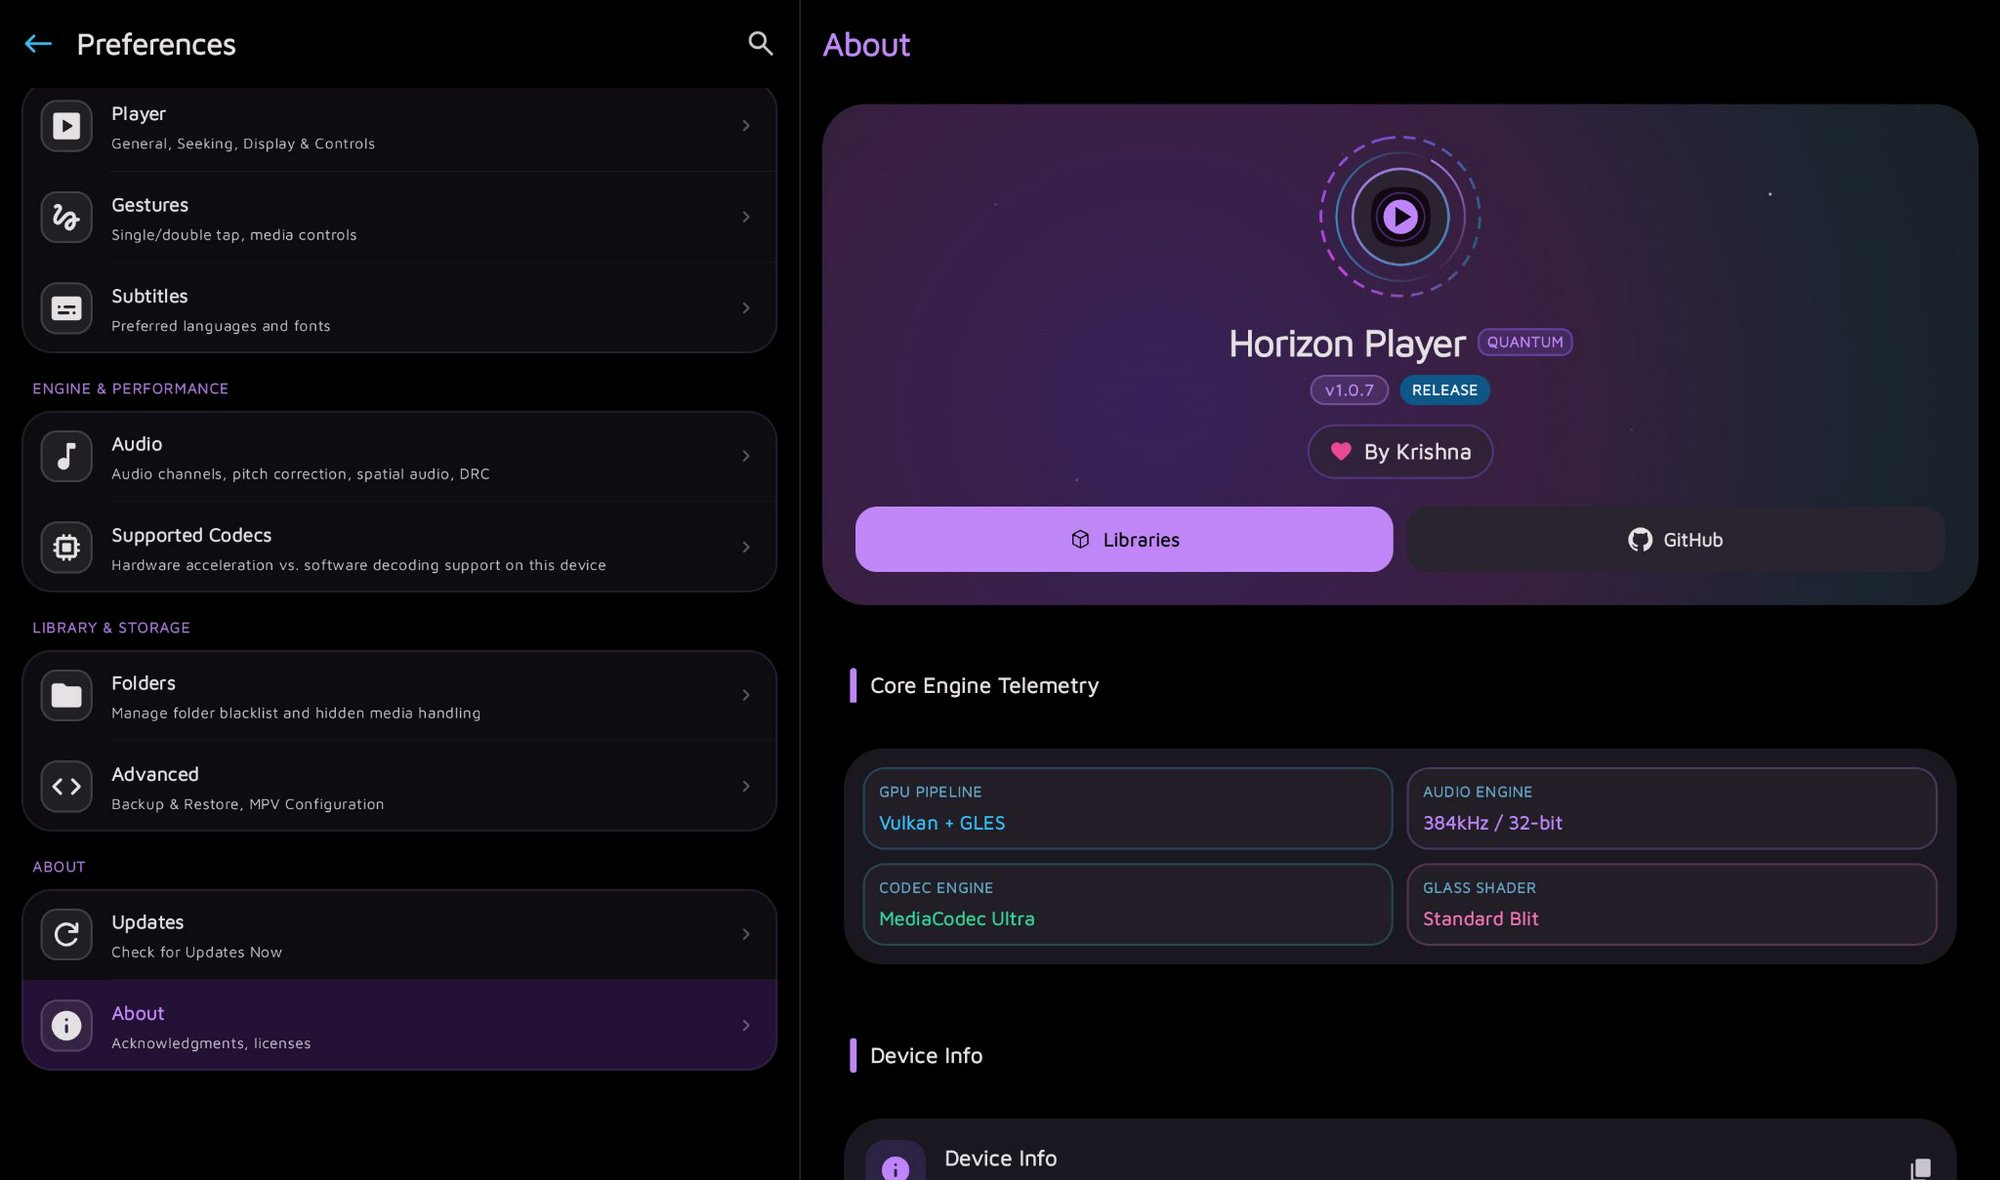 Preferences
Player
General, Seeking, Display & Controls
Gestures
Single/double tap, media controls
Subtitles
Preferred languages and fonts
ENGINE & PERFORMANCE
Audio
Audio channels, pitch correction, spatial audio, DRC
Supported Codecs
Hardware acceleration vs. software decoding support on this device
LIBRARY & STORAGE
Folders
Manage folder blacklist and hidden media handling
Advanced
Backup & Restore, MPV Configuration
ABOUT
Updates
Check for Updates Now
About
Acknowledgments, licenses
About
Horizon Player QUANTUM
v1.0.7 RELEASE
By Krishna
Libraries
GitHub
Core Engine Telemetry
GPU PIPELINE
Vulkan + GLES
AUDIO ENGINE
384kHz / 32-bit
CODEC ENGINE
MediaCodec Ultra
GLASS SHADER
Standard Blit
Device Info
Device Info